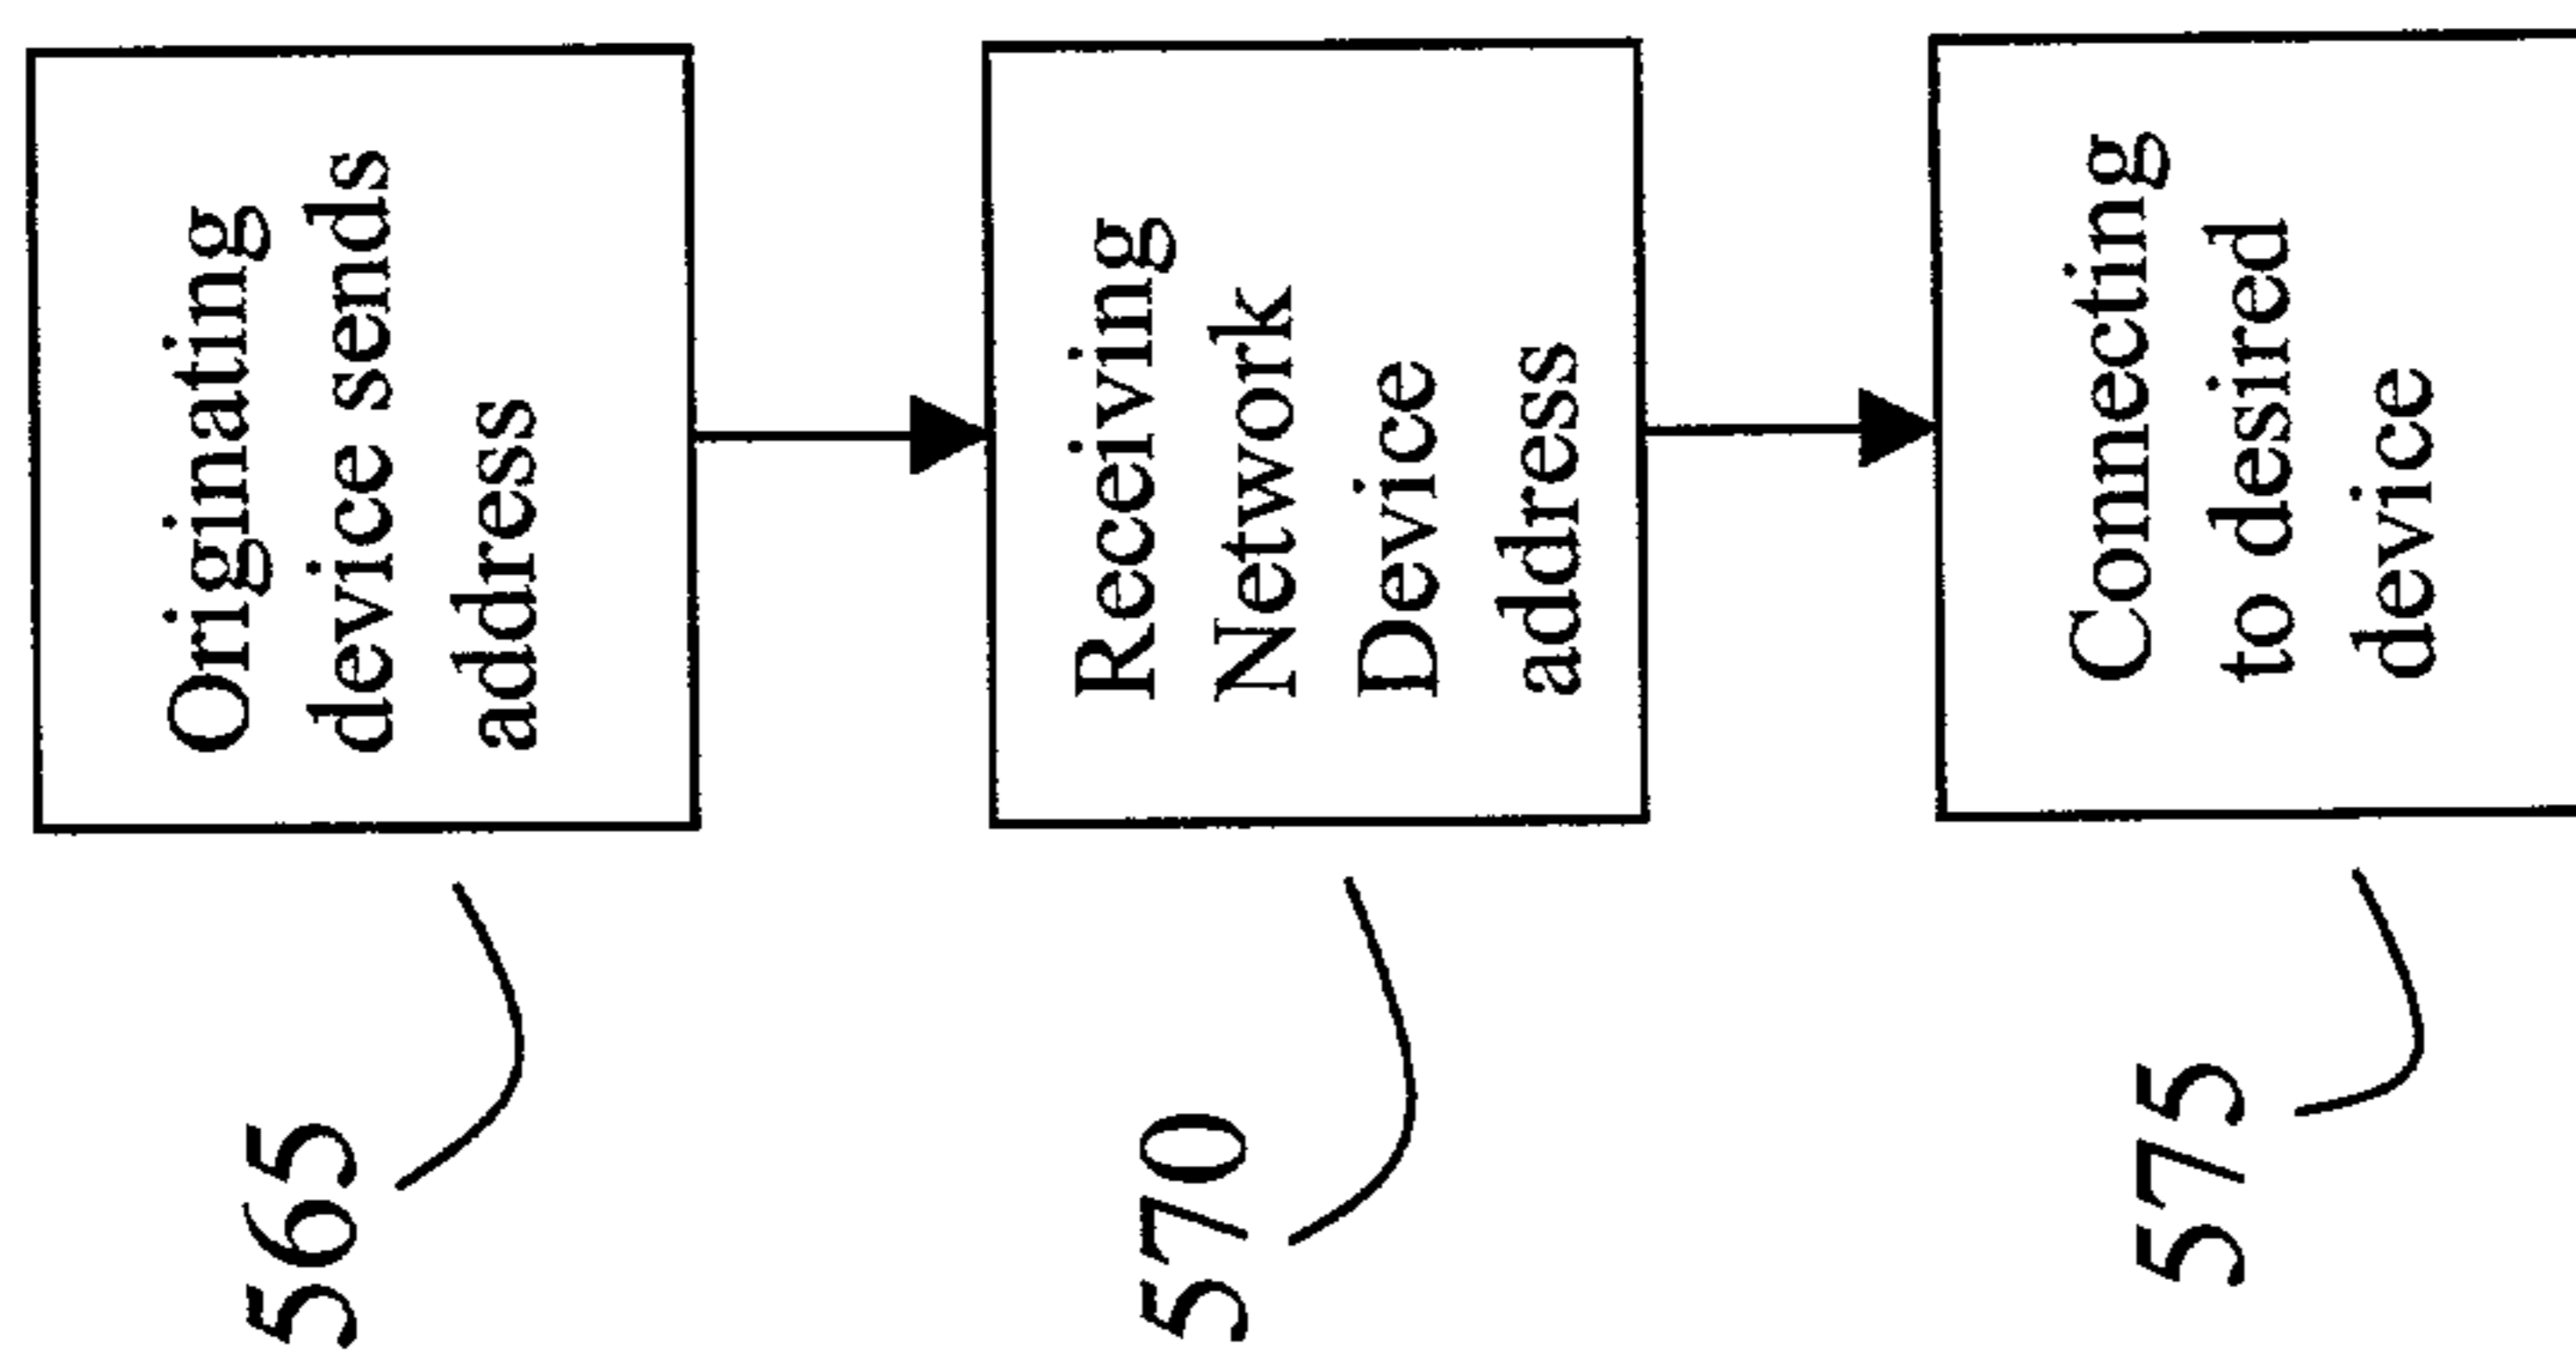 565
Originating
device sends
address
570
Receiving
Network
Device
address
575
Connecting
to desired
device